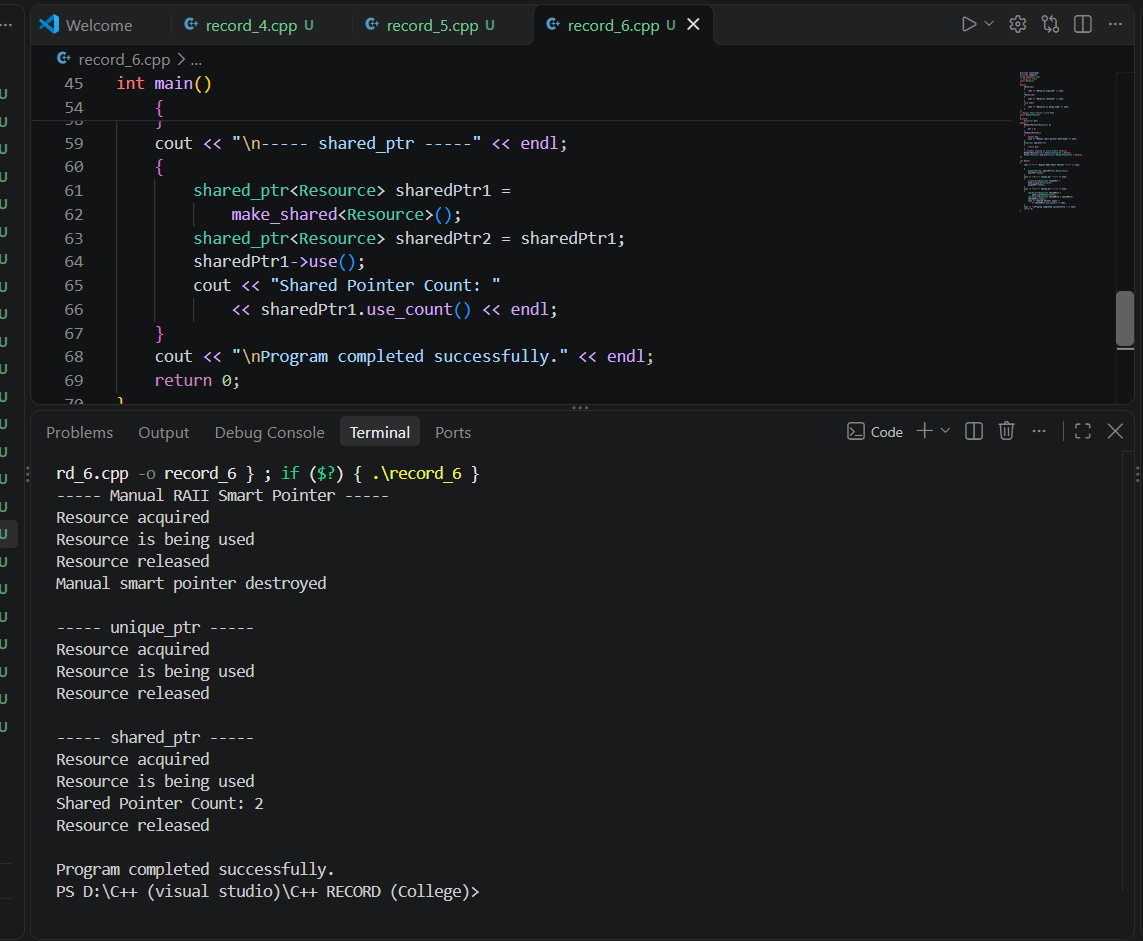 Welcome record_4.cpp U record_5.cpp U record_6.cpp U
record_6.cpp > ...
45 int main()
54 {
59 cout << "\n----- shared_ptr -----" << endl;
60 {
61 shared_ptr<Resource> sharedPtr1 =
62 make_shared<Resource>();
63 shared_ptr<Resource> sharedPtr2 = sharedPtr1;
64 sharedPtr1->use();
65 cout << "Shared Pointer Count: "
66 << sharedPtr1.use_count() << endl;
67 }
68 cout << "\nProgram completed successfully." << endl;
69 return 0;
70 }
Problems Output Debug Console Terminal Ports Code
rd_6.cpp -o record_6 } ; if ($?) { .\record_6 }
----- Manual RAII Smart Pointer -----
Resource acquired
Resource is being used
Resource released
Manual smart pointer destroyed
----- unique_ptr -----
Resource acquired
Resource is being used
Resource released
----- shared_ptr -----
Resource acquired
Resource is being used
Shared Pointer Count: 2
Resource released
Program completed successfully.
PS D:\C++ (visual studio)\C++ RECORD (College)>